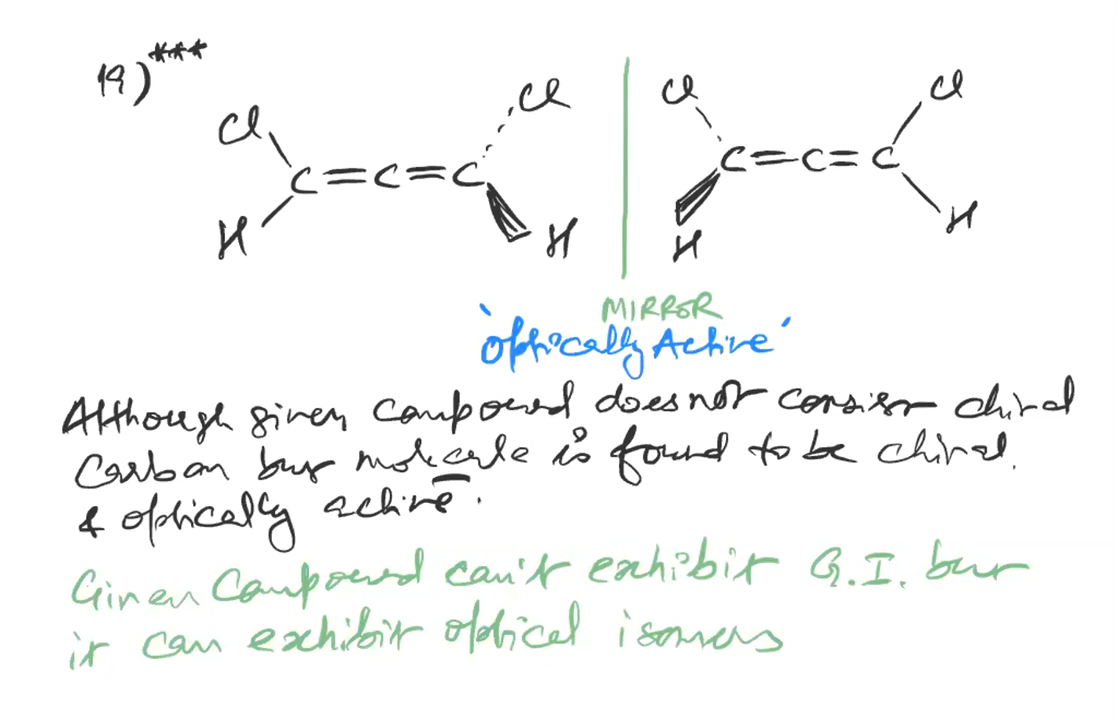 19)***
Cl Cl Cl Cl
C=C=C C=C=C
H H H H
MIRROR
'Optically Active'
Although given compound does not consist chiral
Carbon but molecule is found to be chiral.
& optically active.
Given Compound can't exhibit G.I. but
it can exhibit optical isomers